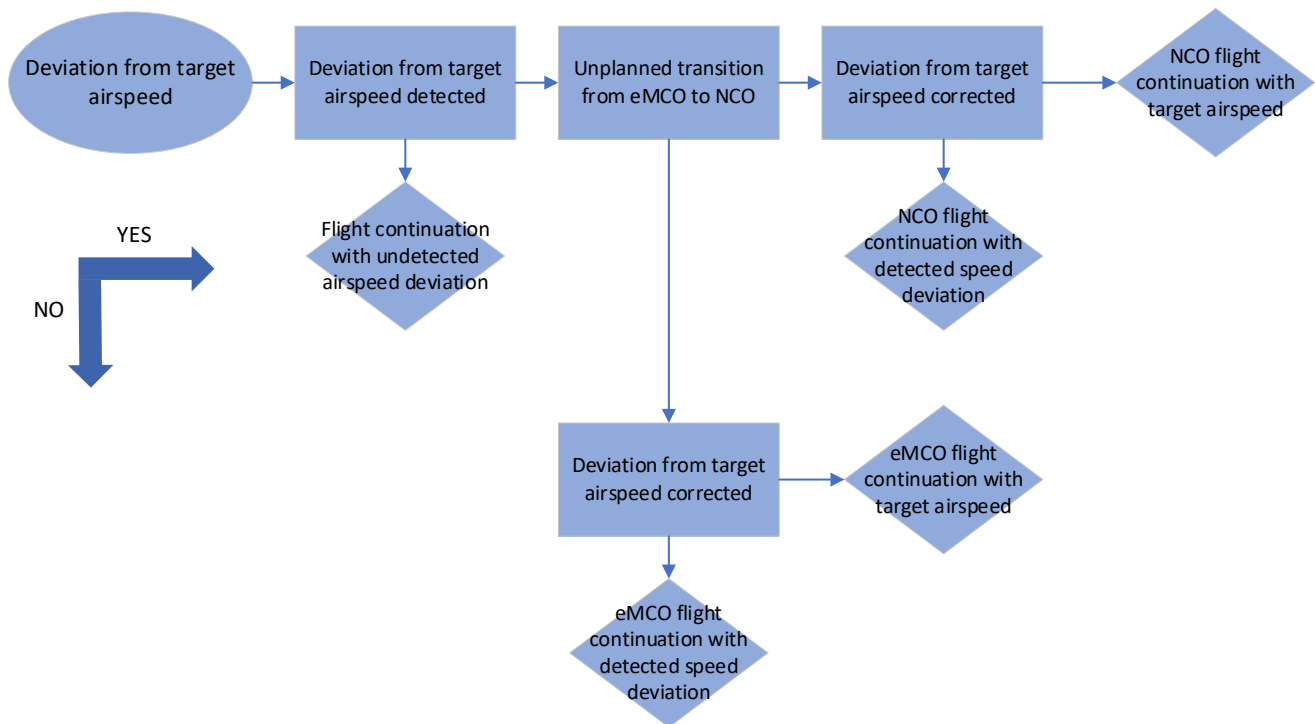 Deviation from target
airspeed
Deviation from target
airspeed detected
Unplanned transition
from eMCO to NCO
Deviation from target
airspeed corrected
NCO flight
continuation with
target airspeed
YES
NO
Flight continuation
with undetected
airspeed deviation
NCO flight
continuation with
detected speed
deviation
Deviation from target
airspeed corrected
eMCO flight
continuation with
target airspeed
eMCO flight
continuation with
detected speed
deviation